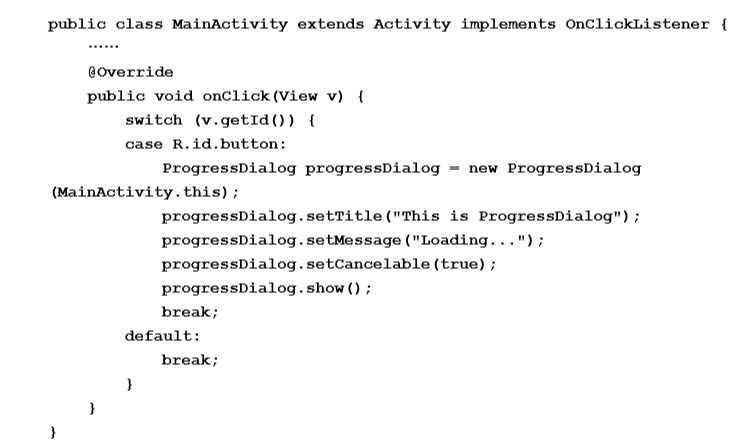 public class MainActivity extends Activity implements OnClickListener {
……
@Override
public void onClick(View v) {
switch (v.getId()) {
case R.id.button:
ProgressDialog progressDialog = new ProgressDialog
(MainActivity.this);
progressDialog.setTitle("This is ProgressDialog");
progressDialog.setMessage("Loading...");
progressDialog.setCancelable(true);
progressDialog.show();
break;
default:
break;
}
}
}